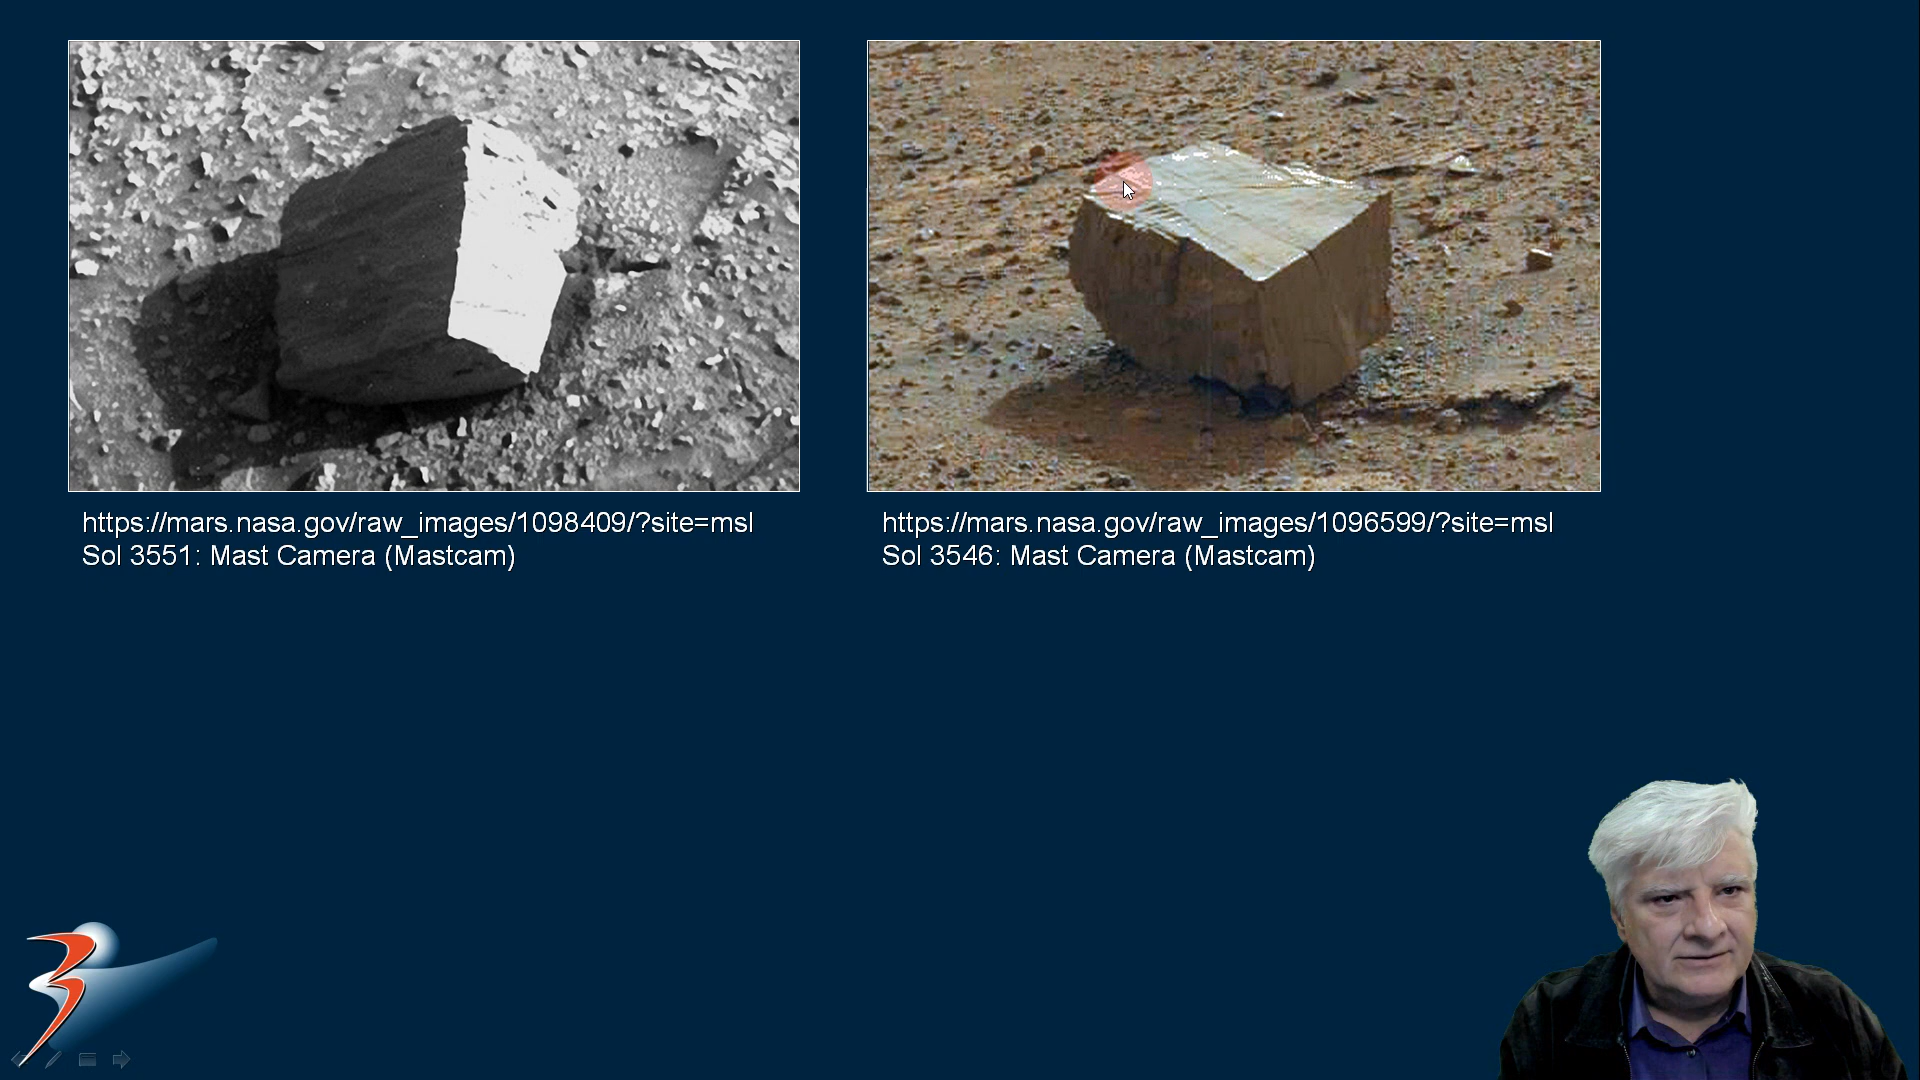 https://mars.nasa.gov/raw_images/1098409/?site=msl
Sol 3551: Mast Camera (Mastcam)
https://mars.nasa.gov/raw_images/1096599/?site=msl
Sol 3546: Mast Camera (Mastcam)